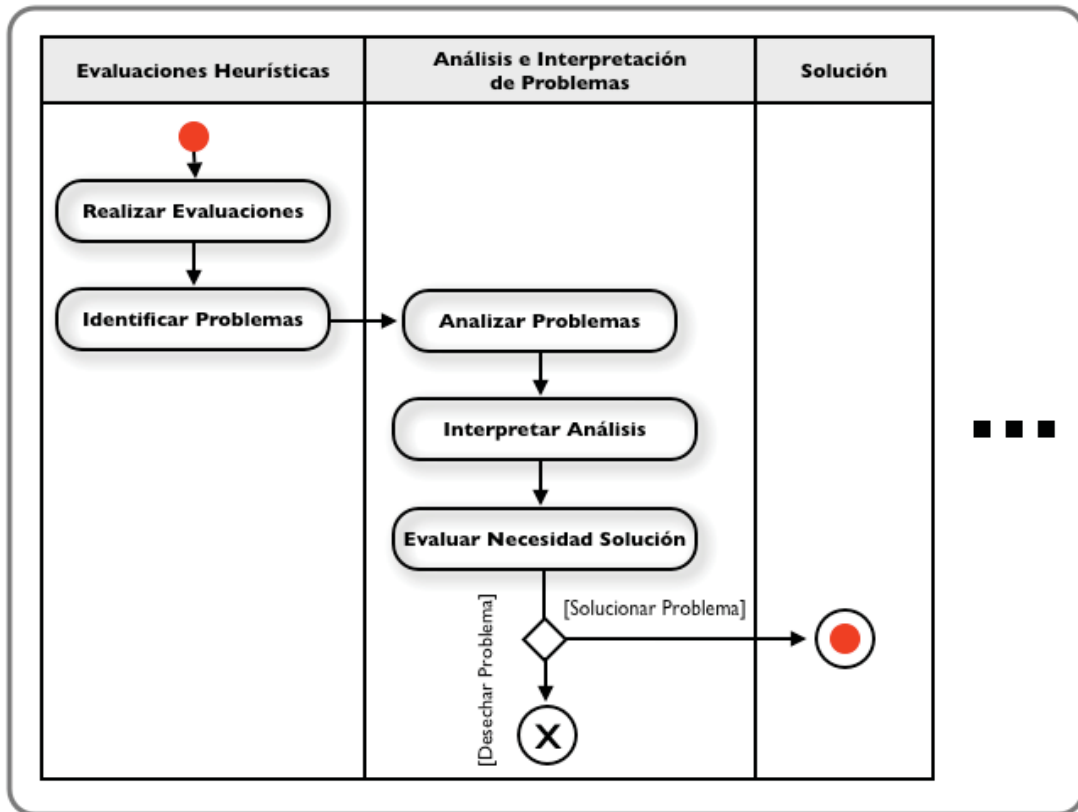 Evaluaciones Heurísticas
Análisis e Interpretación
de Problemas
Solución
Realizar Evaluaciones
Identificar Problemas
Analizar Problemas
Interpretar Análisis
Evaluar Necesidad Solución
[Solucionar Problema]
[Desechar Problema]
X